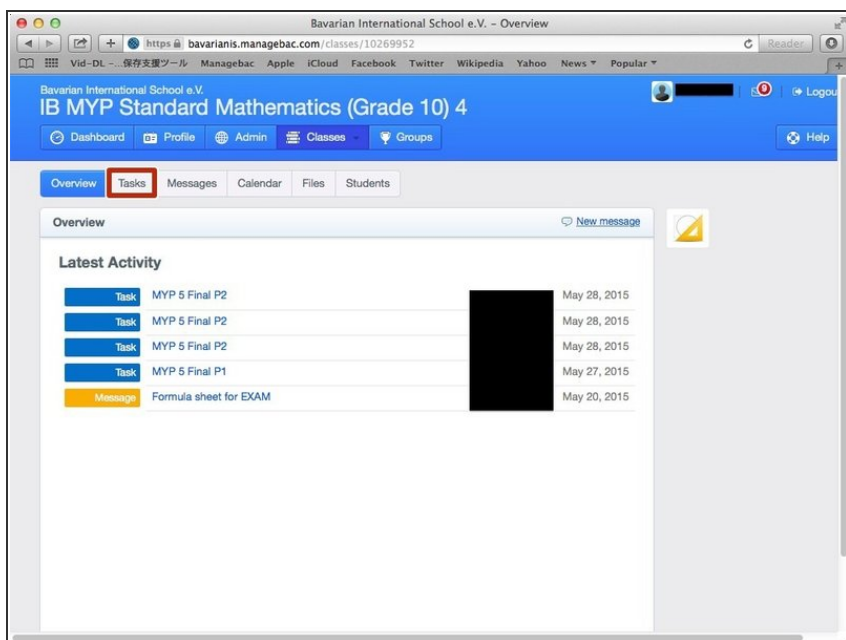 Bavarian International School e.V. – Overview
https bavarianis.managebac.com/classes/10269952
Reader
Vid-DL -...保存支援ツール Managebac Apple iCloud Facebook Twitter Wikipedia Yahoo News Popular
Bavarian International School e.V.
IB MYP Standard Mathematics (Grade 10) 4
Logou
Dashboard Profile Admin Classes Groups Help
Overview Tasks Messages Calendar Files Students
Overview New message
Latest Activity
Task MYP 5 Final P2 May 28, 2015
Task MYP 5 Final P2 May 28, 2015
Task MYP 5 Final P2 May 28, 2015
Task MYP 5 Final P1 May 27, 2015
Message Formula sheet for EXAM May 20, 2015